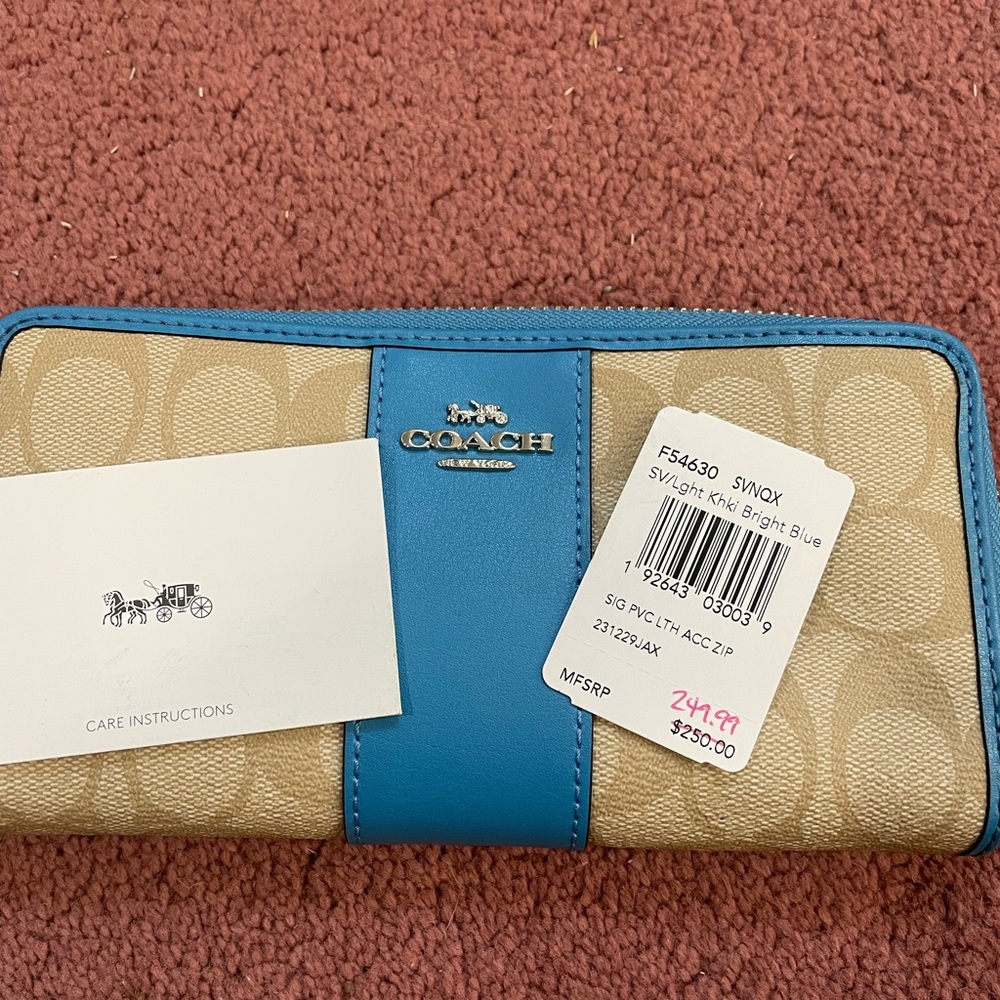 COACH
NEW YORK
CARE INSTRUCTIONS
F54630 SVNQX
SV/Lght Khki Bright Blue
1 92643 03003 9
SIG PVC LTH ACC ZIP
231229JAX
MFSRP
249.99
$250.00